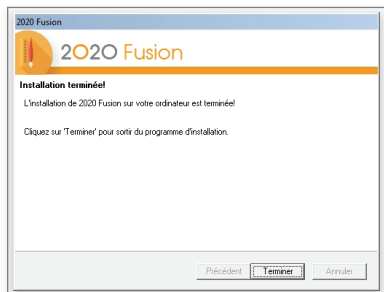 2020 Fusion
2020 Fusion
Installation terminée!
L'installation de 2020 Fusion sur votre ordinateur est terminée!
Cliquez sur 'Terminer' pour sortir du programme d'installation.
Précédent Terminer Annuler